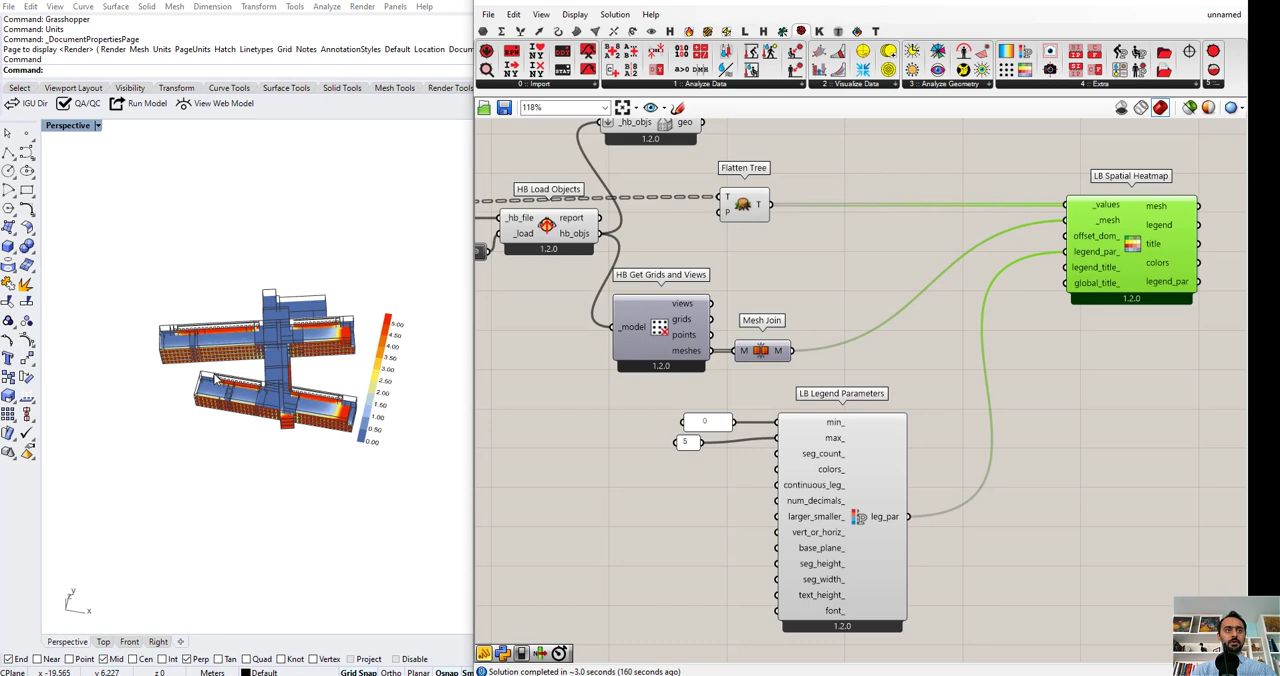 File Edit View Curve Surface Solid Mesh Dimension Transform Tools Analyze Render Panels Help
Command: Grasshopper
Command: Units
Command: _DocumentPropertiesPage
Page to display <Render> ( Render Mesh Units PageUnits Hatch Linetypes Grid Notes AnnotationStyles Default Location Docum
Command
Command:
Select Viewport Layout Visibility Transform Curve Tools Surface Tools Solid Tools Mesh Tools Render Tools
IGU Dir QA/QC Run Model View Web Model
Perspective
5.00
4.50
4.00
3.50
3.00
2.50
2.00
1.50
1.00
0.50
0.00
y
x
Perspective Top Front Right
End Near Point Mid Cen Int Perp Tan Quad Knot Vertex Project Disable
CPlane x -19.565 y 6.227 z 0 Meters Default Grid Snap Ortho Planar Osnap Sm
File Edit View Display Solution Help
unnamed
0 :: Import 1 :: Analyze Data 2 :: Visualize Data 3 :: Analyze Geometry 4 :: Extra 5 ::
118%
_hb_objs geo
1.2.0
Flatten Tree
T
P
T
HB Load Objects
_hb_file report
_load hb_objs
1.2.0
HB Get Grids and Views
views
grids
_model
points
meshes
1.2.0
Mesh Join
M M
LB Spatial Heatmap
_values mesh
_mesh legend
offset_dom_ title
legend_par_ colors
legend_title_
global_title_ legend_par
1.2.0
LB Legend Parameters
0
5
min_
max_
seg_count_
colors_
continuous_leg_
num_decimals_
larger_smaller_ leg_par
vert_or_horiz_
base_plane_
seg_height_
seg_width_
text_height_
font_
1.2.0
Solution completed in ~3.0 seconds (160 seconds ago)